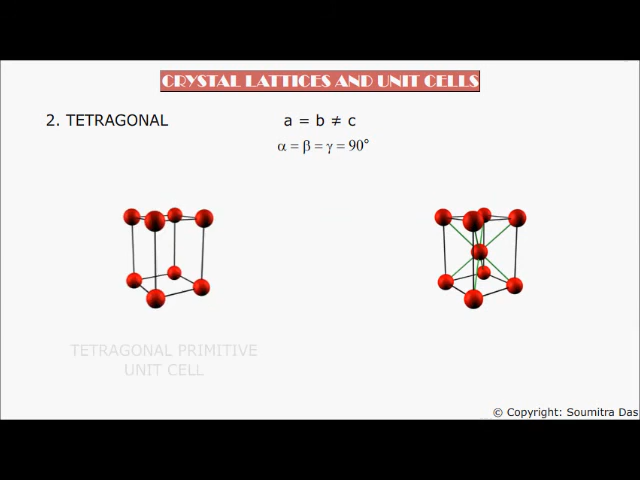 CRYSTAL LATTICES AND UNIT CELLS
2. TETRAGONAL a = b ≠ c
α = β = γ = 90°
TETRAGONAL PRIMITIVE
UNIT CELL
© Copyright: Soumitra Das